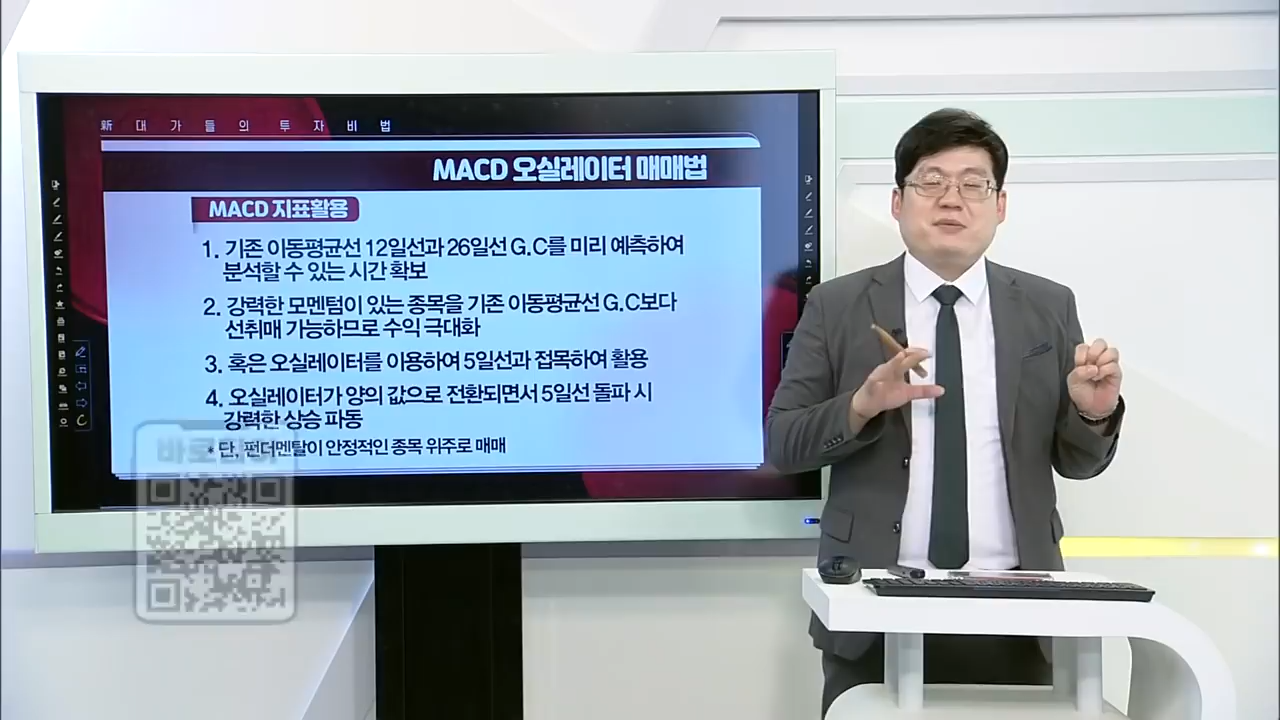 新 대 가 들 의 투 자 비 법
MACD 오실레이터 매매법
MACD 지표활용
1. 기존 이동평균선 12일선과 26일선 G.C를 미리 예측하여
분석할 수 있는 시간 확보
2. 강력한 모멘텀이 있는 종목을 기존 이동평균선 G.C보다
선취매 가능하므로 수익 극대화
3. 혹은 오실레이터를 이용하여 5일선과 접목하여 활용
4. 오실레이터가 양의 값으로 전환되면서 5일선 돌파 시
강력한 상승 파동
* 단, 펀더멘탈이 안정적인 종목 위주로 매매